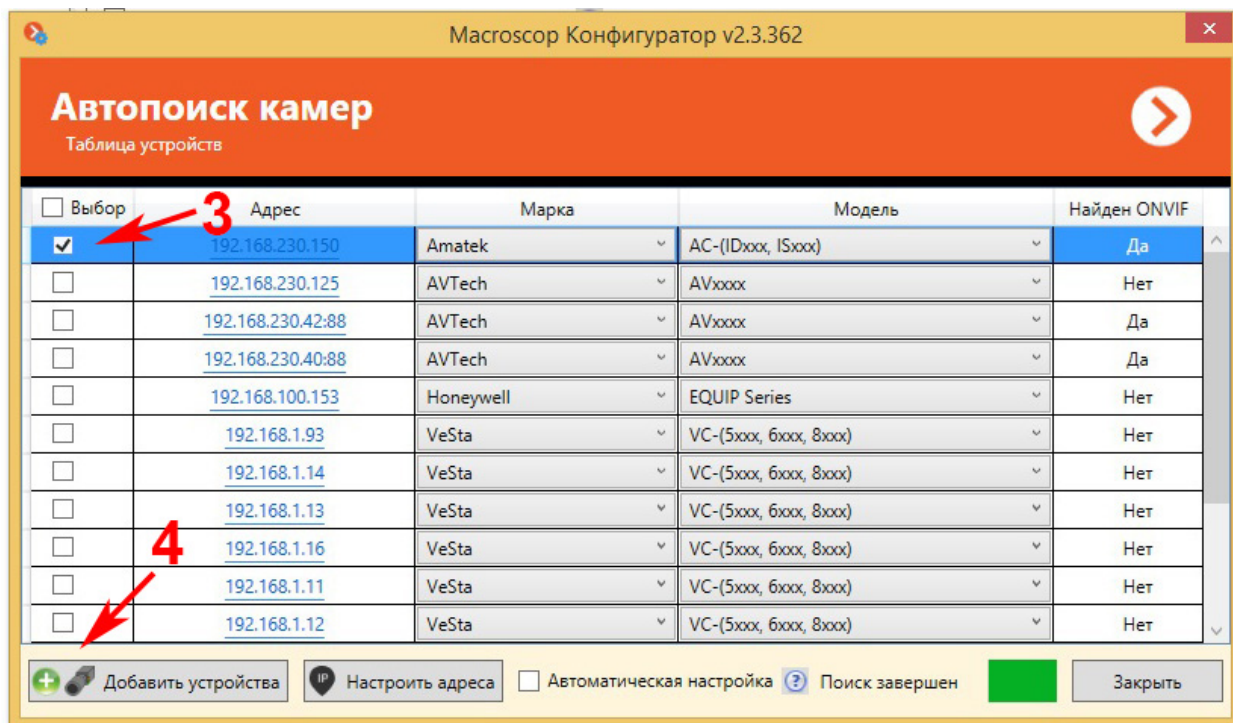 Macroscop Конфигуратор v2.3.362
Автопоиск камер
Таблица устройств
Выбор 3 Адрес Марка Модель Найден ONVIF
192.168.230.150 Amatek AC-(IDxxx, ISxxx) Да
192.168.230.125 AVTech AVxxxx Нет
192.168.230.42:88 AVTech AVxxxx Да
192.168.230.40:88 AVTech AVxxxx Да
192.168.100.153 Honeywell EQUIP Series Нет
192.168.1.93 VeSta VC-(5xxx, 6xxx, 8xxx) Нет
192.168.1.14 VeSta VC-(5xxx, 6xxx, 8xxx) Нет
192.168.1.13 VeSta VC-(5xxx, 6xxx, 8xxx) Нет
4 192.168.1.16 VeSta VC-(5xxx, 6xxx, 8xxx) Нет
192.168.1.11 VeSta VC-(5xxx, 6xxx, 8xxx) Нет
192.168.1.12 VeSta VC-(5xxx, 6xxx, 8xxx) Нет
Добавить устройства IP Настроить адреса Автоматическая настройка ? Поиск завершен Закрыть